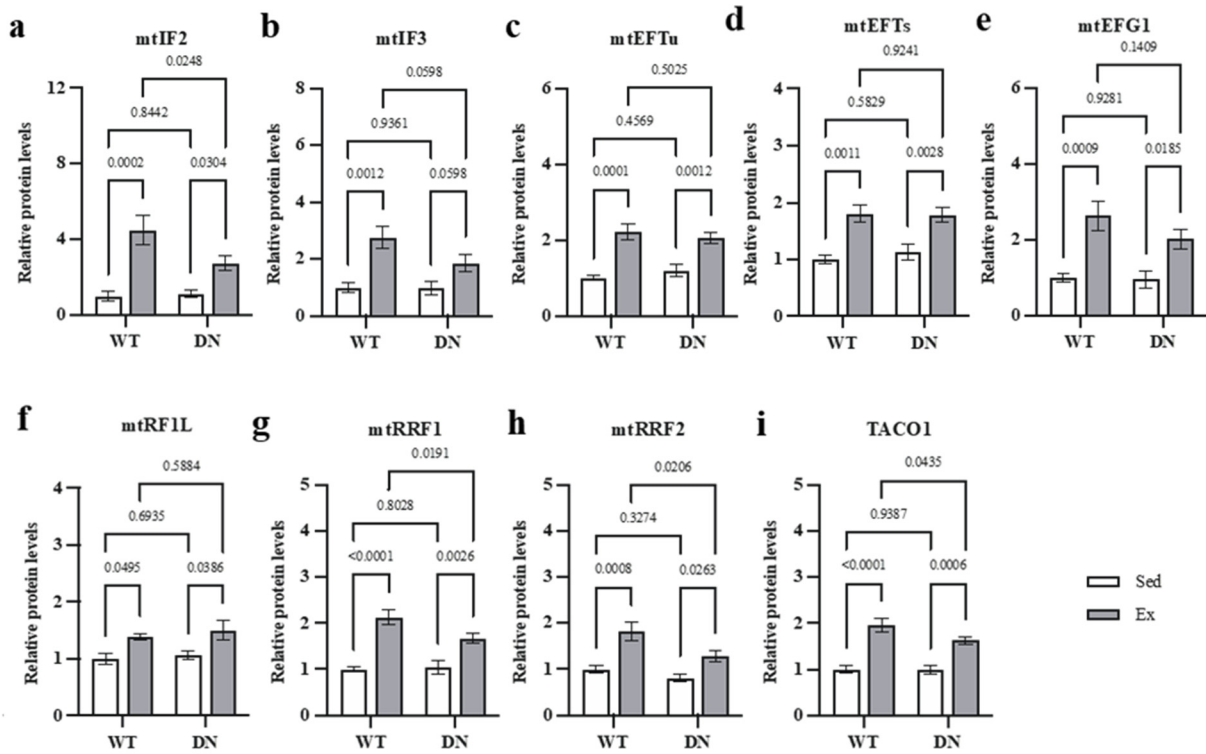 a
mtIF2
Relative protein levels
12
8
4
0
0.0248
0.8442
0.0002
0.0304
WT
DN
b
mtIF3
Relative protein levels
8
6
4
2
0
0.0598
0.9361
0.0012
0.0598
WT
DN
c
mtEFTu
Relative protein levels
6
4
2
0
0.5025
0.4569
0.0001
0.0012
WT
DN
d
mtEFTs
Relative protein levels
4
3
2
1
0
0.9241
0.5829
0.0011
0.0028
WT
DN
e
mtEFG1
Relative protein levels
6
4
2
0
0.1409
0.9281
0.0009
0.0185
WT
DN
f
mtRF1L
Relative protein levels
4
3
2
1
0
0.5884
0.6935
0.0495
0.0386
WT
DN
g
mtRRF1
Relative protein levels
5
4
3
2
1
0
0.0191
0.8028
<0.0001
0.0026
WT
DN
h
mtRRF2
Relative protein levels
5
4
3
2
1
0
0.0206
0.3274
0.0008
0.0263
WT
DN
i
TACO1
Relative protein levels
5
4
3
2
1
0
0.0435
0.9387
<0.0001
0.0006
WT
DN
Sed
Ex